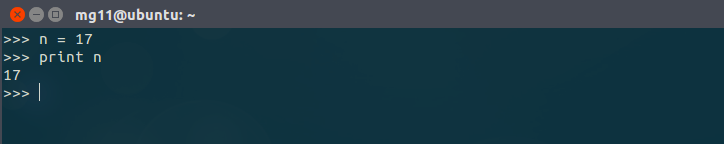 mg11@ubuntu: ~
>>> n = 17
>>> print n
17
>>>